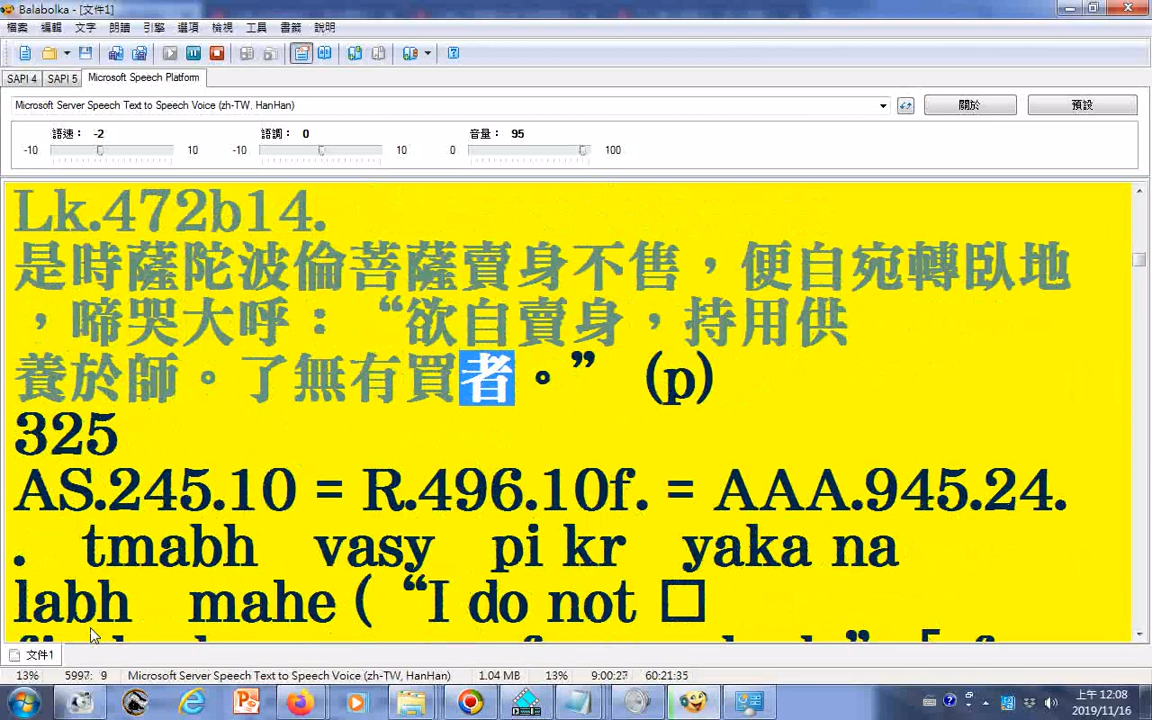 Balabolka - [文件1]
檔案 編輯 文字 朗讀 引擎 選項 檢視 工具 書籤 說明
SAPI 4 SAPI 5 Microsoft Speech Platform
Microsoft Server Speech Text to Speech Voice (zh-TW, HanHan) 關於 預設
語速： -2 語調： 0 音量： 95
-10 10 -10 10 0 100
Lk.472b14.
是時薩陀波倫菩薩賣身不售，便自宛轉臥地
，啼哭大呼：“欲自賣身，持用供
養於師。了無有買者。” (p)
325
AS.245.10 = R.496.10f. = AAA.945.24.
. tmabh vasy pi kr yaka na
labh mahe (“I do not □
文件1
13% 5997: 9 Microsoft Server Speech Text to Speech Voice (zh-TW, HanHan) 1.04 MB 13% 9:00:27 60:21:35
上午 12:08
2019/11/16